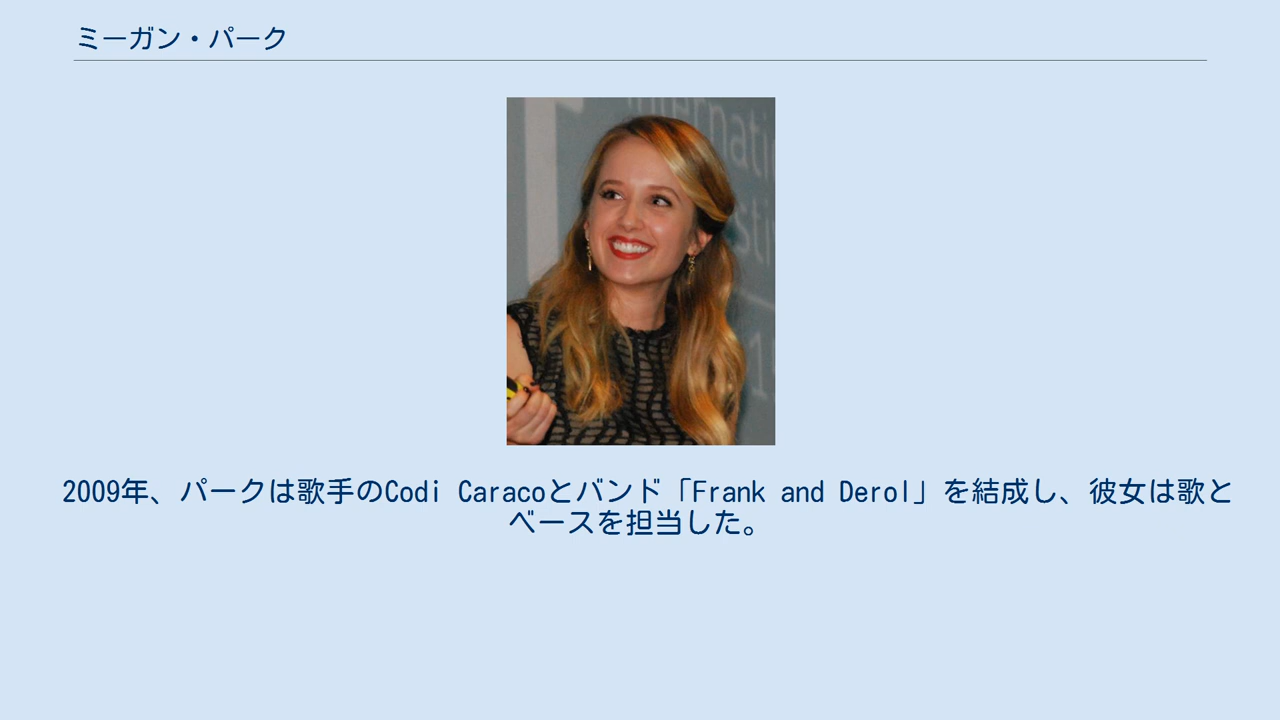 ミーガン・パーク
2009年、パークは歌手のCodi Caracoとバンド「Frank and Derol」を結成し、彼女は歌と
ベースを担当した。